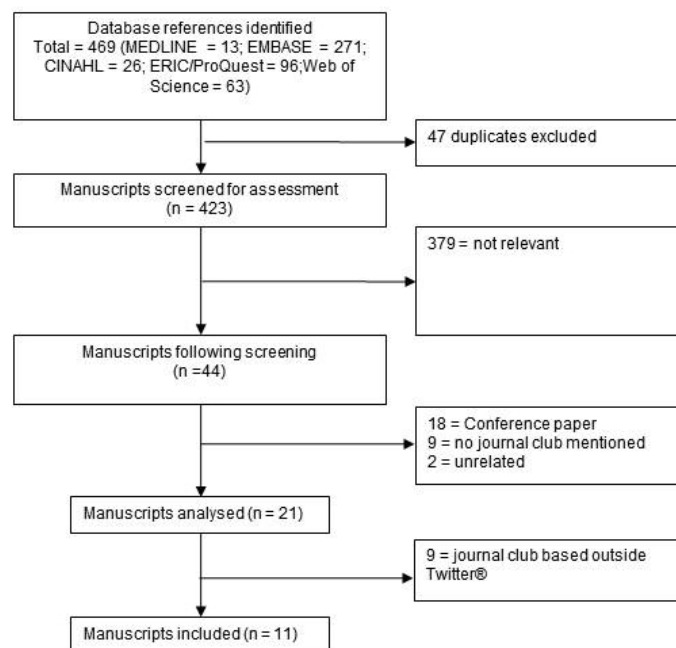 Database references identified
Total = 469 (MEDLINE = 13; EMBASE = 271;
CINAHL = 26; ERIC/ProQuest = 96;Web of
Science = 63)
47 duplicates excluded
Manuscripts screened for assessment
(n = 423)
379 = not relevant
Manuscripts following screening
(n =44)
18 = Conference paper
9 = no journal club mentioned
2 = unrelated
Manuscripts analysed (n = 21)
9 = journal club based outside
Twitter®
Manuscripts included (n = 11)